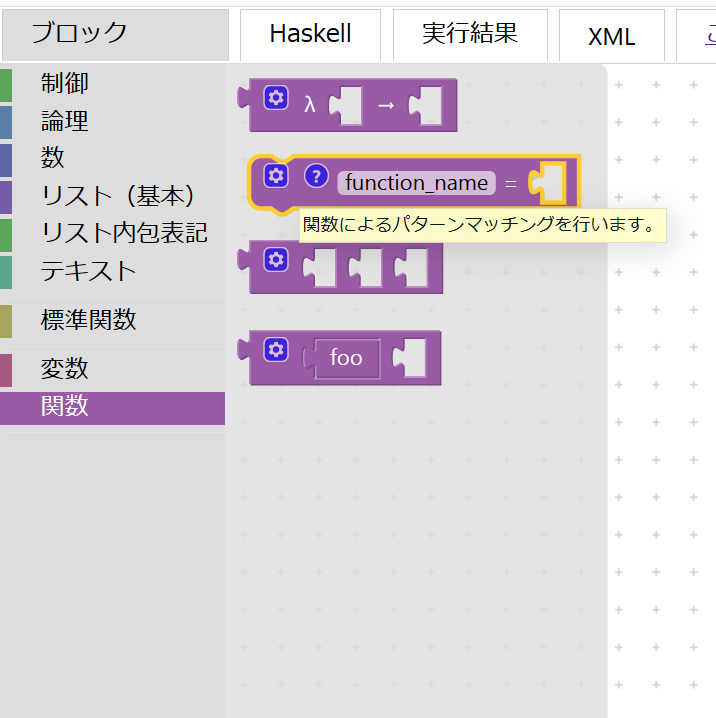 ブロック
Haskell
実行結果
XML
制御
論理
数
リスト（基本）
リスト内包表記
テキスト
標準関数
変数
関数
λ →
? function_name =
関数によるパターンマッチングを行います。
foo